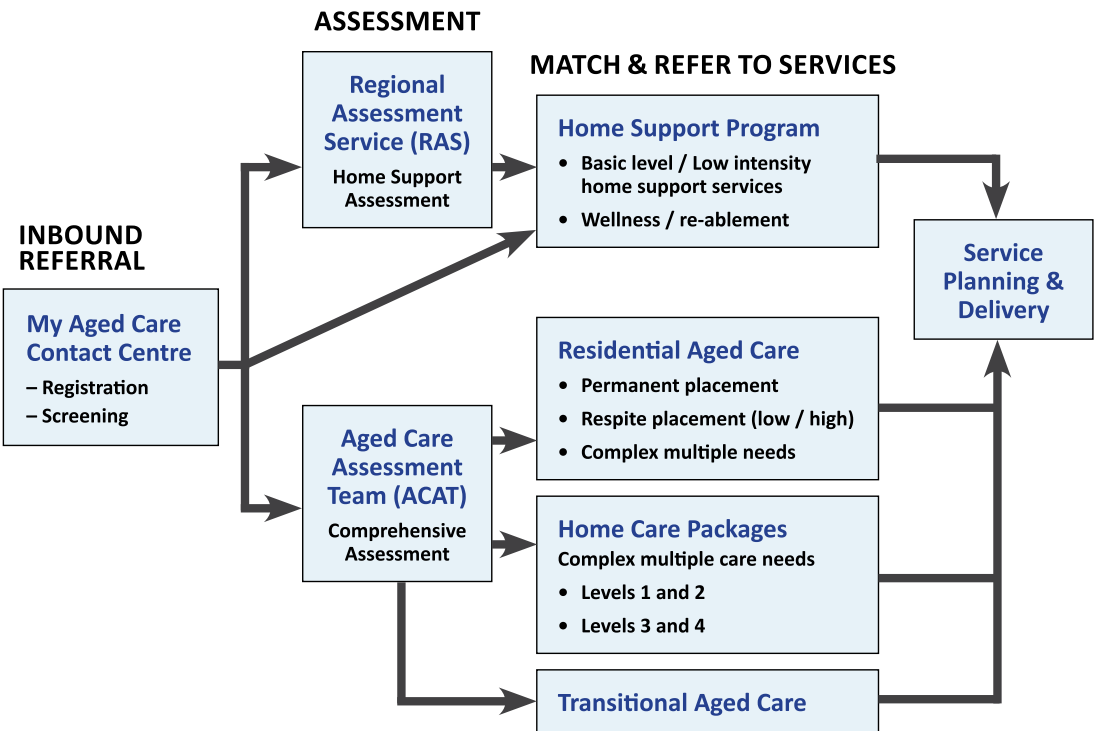 ASSESSMENT
Regional
Assessment
Service (RAS)
Home Support
Assessment
MATCH & REFER TO SERVICES
Home Support Program
• Basic level / Low intensity
home support services
• Wellness / re-ablement
INBOUND
REFERRAL
My Aged Care
Contact Centre
– Registration
– Screening
Service
Planning &
Delivery
Residential Aged Care
• Permanent placement
• Respite placement (low / high)
• Complex multiple needs
Aged Care
Assessment
Team (ACAT)
Comprehensive
Assessment
Home Care Packages
Complex multiple care needs
• Levels 1 and 2
• Levels 3 and 4
Transitional Aged Care